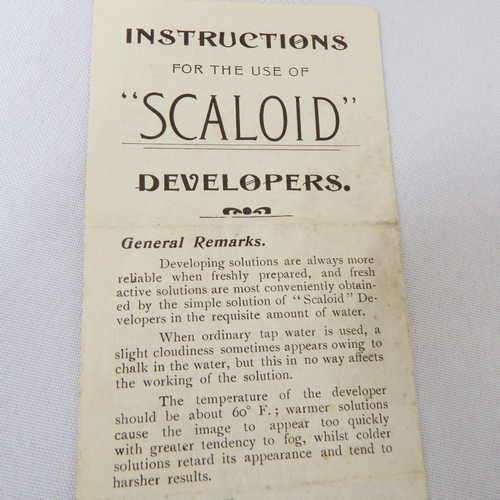 INSTRUCTIONS
FOR THE USE OF
"SCALOID"
DEVELOPERS.
General Remarks.
Developing solutions are always more
reliable when freshly prepared, and fresh
active solutions are most conveniently obtain-
ed by the simple solution of "Scaloid" De-
velopers in the requisite amount of water.
When ordinary tap water is used, a
slight cloudiness sometimes appears owing to
chalk in the water, but this in no way affects
the working of the solution.
The temperature of the developer
should be about 60° F.; warmer solutions
cause the image to appear too quickly
with greater tendency to fog, whilst colder
solutions retard its appearance and tend to
harsher results.